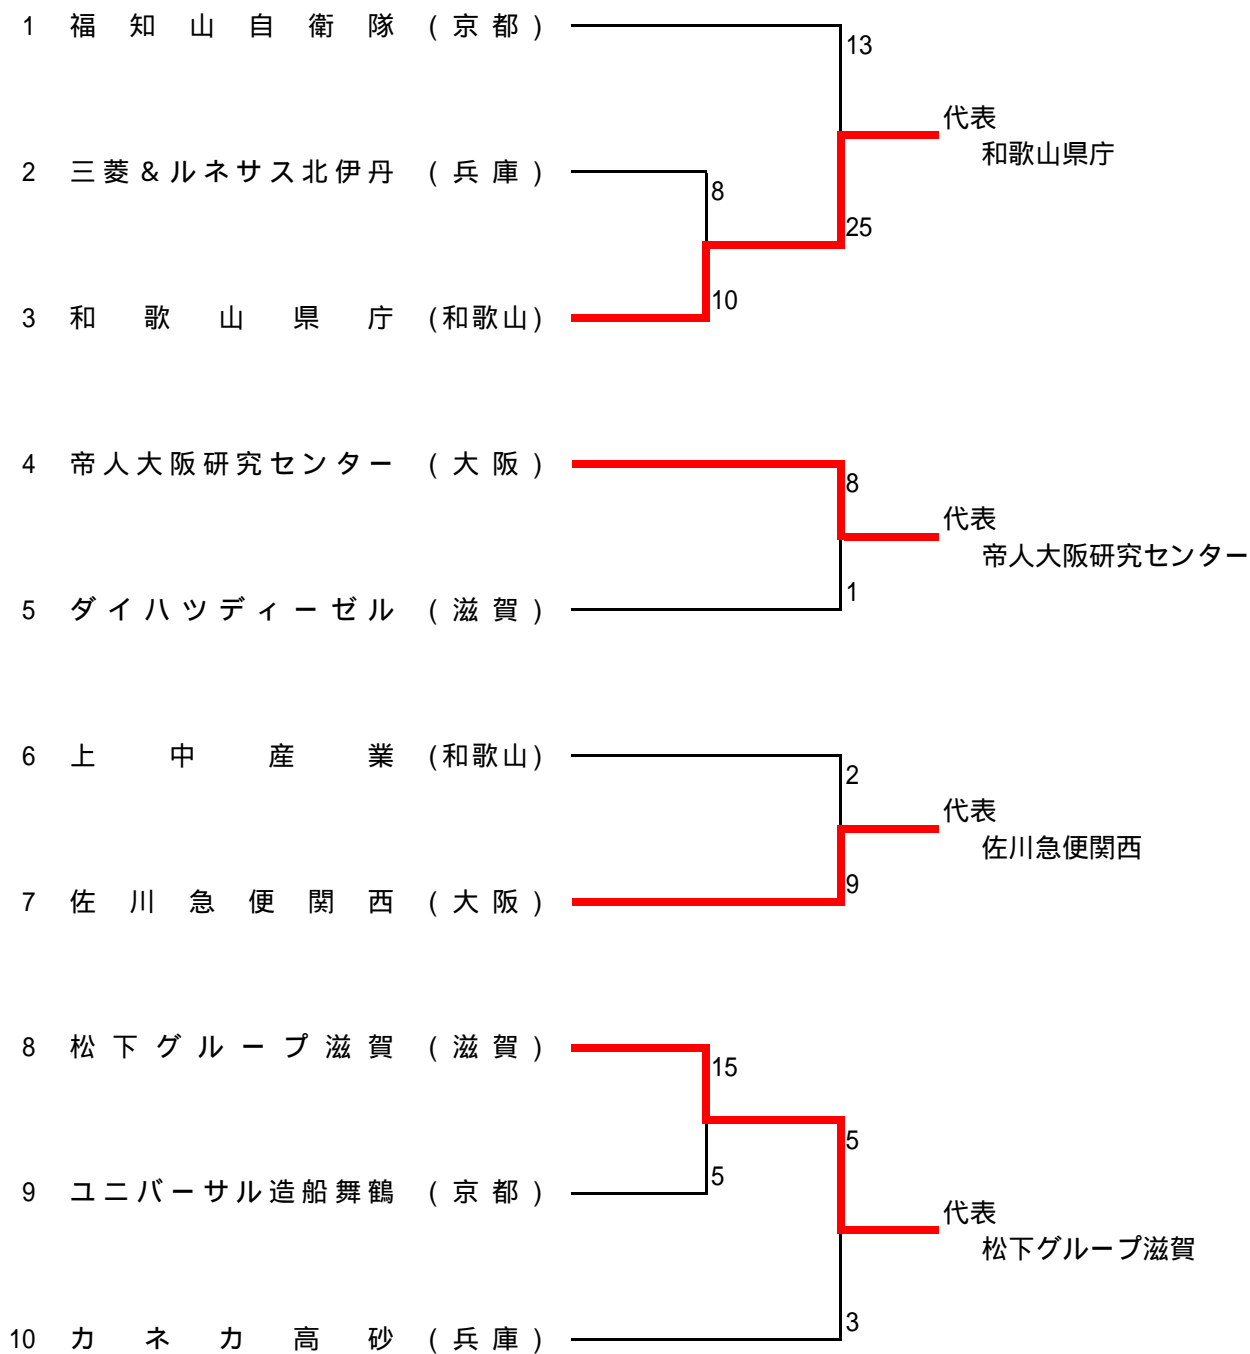 1 福知山自衛隊 (京都)
13
代表
和歌山県庁
2 三菱＆ルネサス北伊丹 (兵庫)
8
25
10
3 和歌山県庁 (和歌山)
4 帝人大阪研究センター (大阪)
8
代表
帝人大阪研究センター
1
5 ダイハツディーゼル (滋賀)
6 上中産業 (和歌山)
2
代表
佐川急便関西
9
7 佐川急便関西 (大阪)
8 松下グループ滋賀 (滋賀)
15
5
5
9 ユニバーサル造船舞鶴 (京都)
代表
松下グループ滋賀
3
10 カネカ高砂 (兵庫)